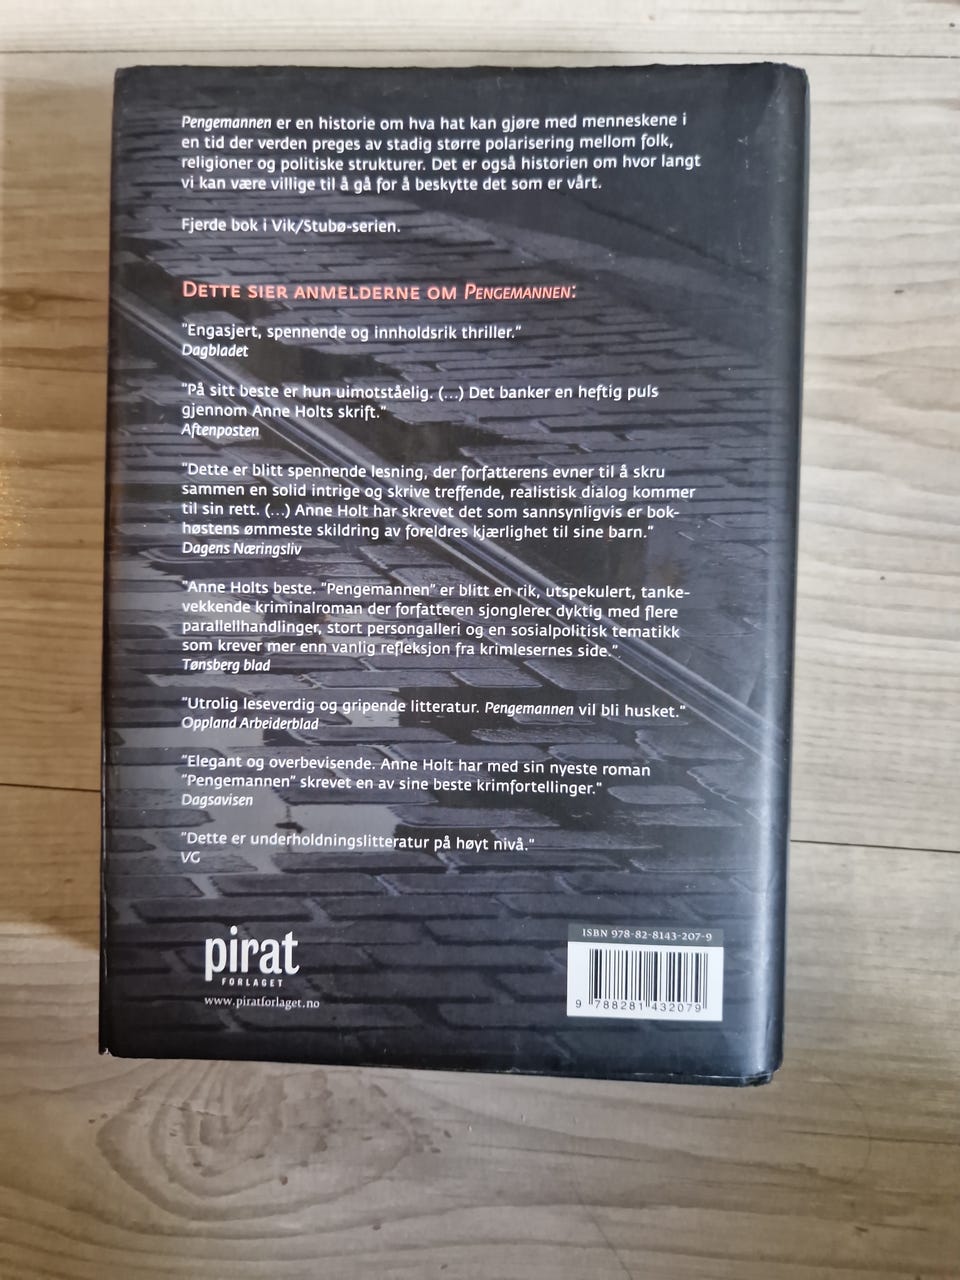 Pengemannen er en historie om hva hat kan gjøre med menneskene i
en tid der verden preges av stadig større polarisering mellom folk,
religioner og politiske strukturer. Det er også historien om hvor langt
vi kan være villige til å gå for å beskytte det som er vårt.
Fjerde bok i Vik/Stubø-serien.
DETTE SIER ANMELDERNE OM PENGEMANNEN:
"Engasjert, spennende og innholdsrik thriller."
Dagbladet
"På sitt beste er hun uimotståelig. (...) Det banker en heftig puls
gjennom Anne Holts skrift."
Aftenposten
"Dette er blitt spennende lesning, der forfatterens evner til å skru
sammen en solid intrige og skrive treffende, realistisk dialog kommer
til sin rett. (...) Anne Holt har skrevet det som sannsynligvis er bok-
høstens ømmeste skildring av foreldres kjærlighet til sine barn."
Dagens Næringsliv
"Anne Holts beste. "Pengemannen" er blitt en rik, utspekulert, tanke-
vekkende kriminalroman der forfatteren sjonglerer dyktig med flere
parallellhandlinger, stort persongalleri og en sosialpolitisk tematikk
som krever mer enn vanlig refleksjon fra krimlesernes side."
Tønsberg blad
"Utrolig leseverdig og gripende litteratur. Pengemannen vil bli husket."
Oppland Arbeiderblad
"Elegant og overbevisende. Anne Holt har med sin nyeste roman
"Pengemannen" skrevet en av sine beste krimfortellinger."
Dagsavisen
"Dette er underholdningslitteratur på høyt nivå."
VG
pirat
FORLAGET
www.piratforlaget.no
ISBN 978-82-8143-207-9
9 788281 432079